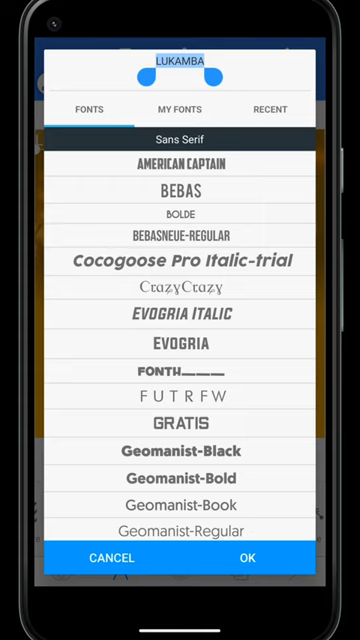 LUKAMBA
FONTS MY FONTS RECENT
Sans Serif
AMERICAN CAPTAIN
BEBAS
BOLDE
BEBASNEUE-REGULAR
Cocogoose Pro Italic-trial
CrazyCrazy
EVOGRIA ITALIC
EVOGRIA
FONTH____
FUTRFW
GRATIS
Geomanist-Black
Geomanist-Bold
Geomanist-Book
Geomanist-Regular
CANCEL OK